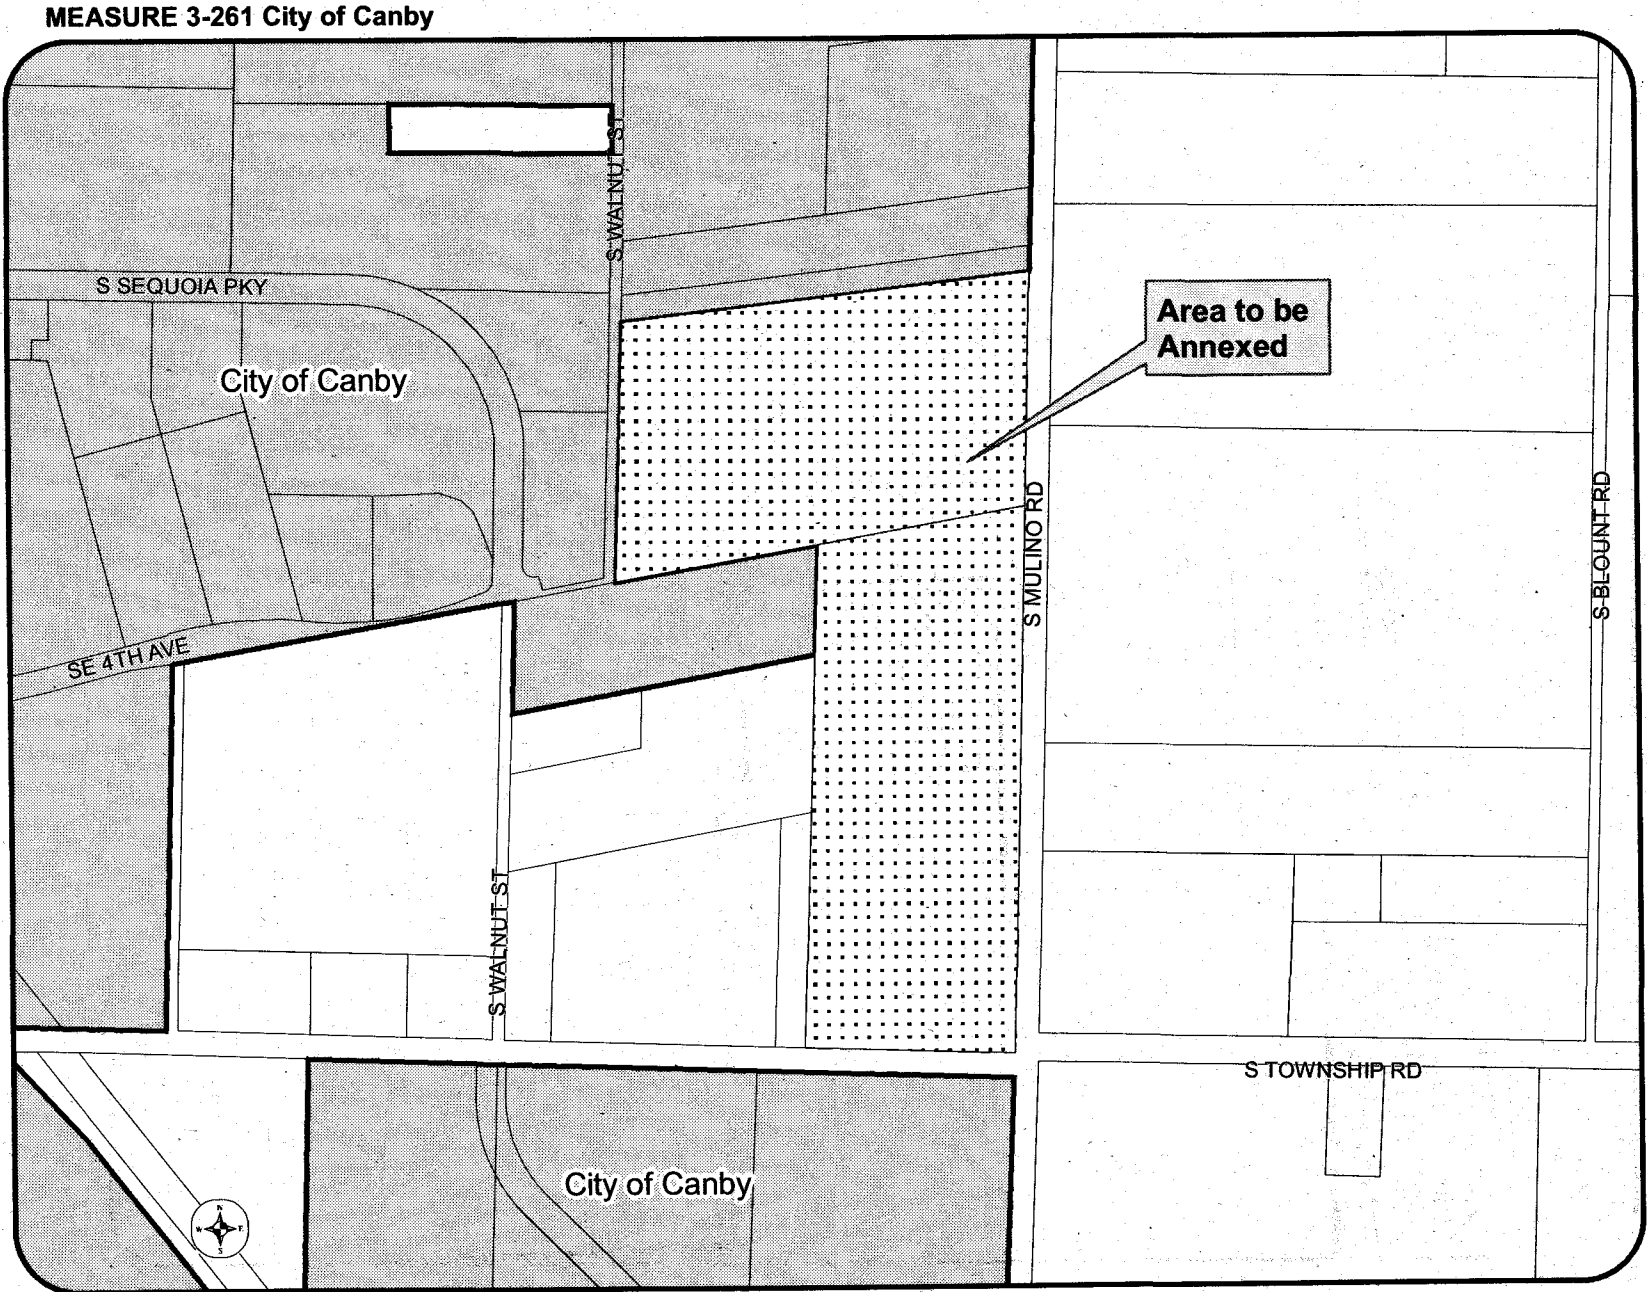 MEASURE 3-261 City of Canby
S WALNUT ST
S SEQUOIA PKY
Area to be
Annexed
City of Canby
S MULINO RD
S BLOUNT RD
SE 4TH AVE
S WALNUT ST
S TOWNSHIP RD
City of Canby
N
W E
S